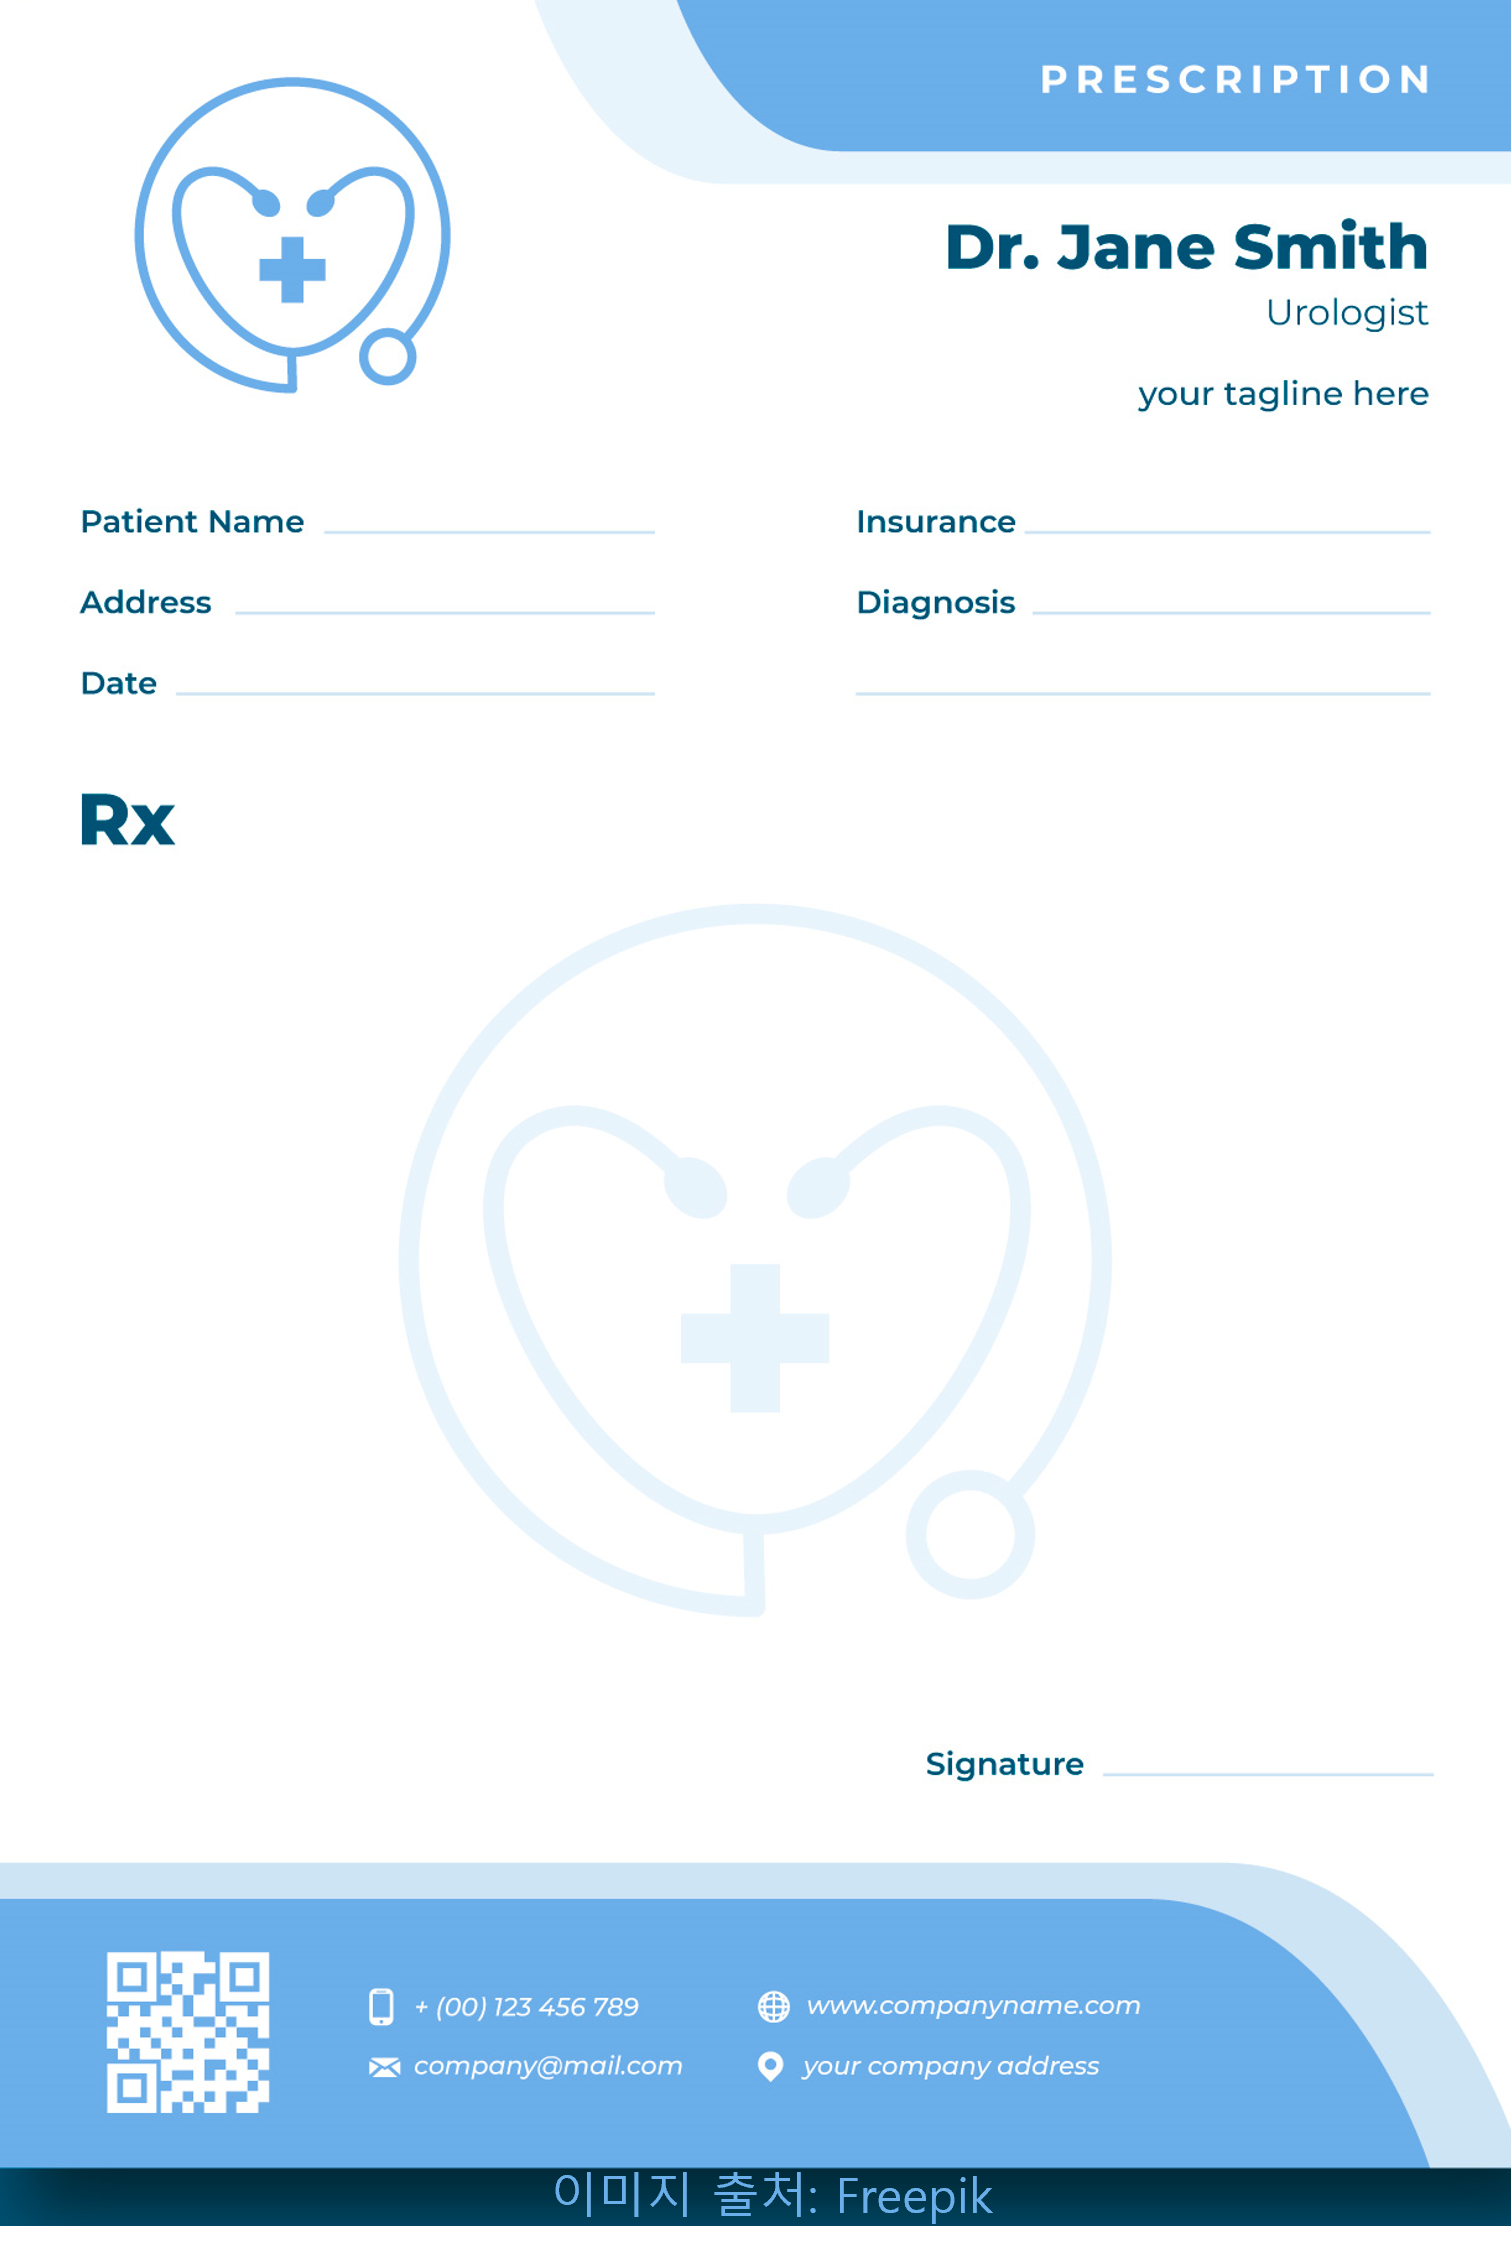 PRESCRIPTION
Dr. Jane Smith
Urologist
your tagline here
Patient Name
Insurance
Address
Diagnosis
Date
Rx
Signature
+ (00) 123 456 789
www.companyname.com
company@mail.com
your company address
이미지 출처: Freepik